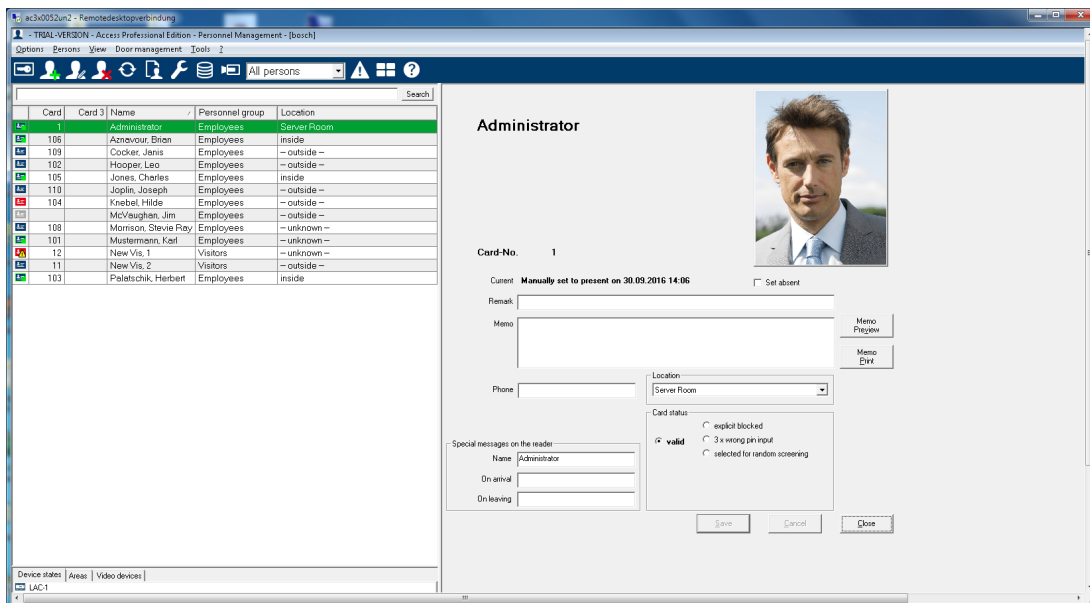 ac3x0052un2 - Remotedesktopverbindung
- TRIAL-VERSION - Access Professional Edition - Personnel Management - [bosch]
Options Persons View Door management Tools ?
All persons
Search
Card Card 3 Name Personnel group Location
1 Administrator Employees Server Room
106 Aznavour, Brian Employees inside
109 Cocker, Janis Employees -- outside --
102 Hooper, Leo Employees -- outside --
105 Jones, Charles Employees inside
110 Joplin, Joseph Employees -- outside --
104 Knebel, Hilde Employees -- outside --
McVaughan, Jim Employees -- outside --
108 Morrison, Stevie Ray Employees -- unknown --
101 Mustermann, Karl Employees -- unknown --
12 New Vis, 1 Visitors -- unknown --
11 New Vis, 2 Visitors -- outside --
103 Palatschik, Herbert Employees inside
Administrator
Card-No. 1
Current Manually set to present on 30.09.2016 14:06
Set absent
Remark
Memo
Memo Preview
Memo Print
Phone
Location
Server Room
Card status
valid
explicit blocked
3 x wrong pin input
selected for random screening
Special messages on the reader
Name Administrator
On arrival
On leaving
Save Cancel Close
Device states Areas Video devices
LAC-1